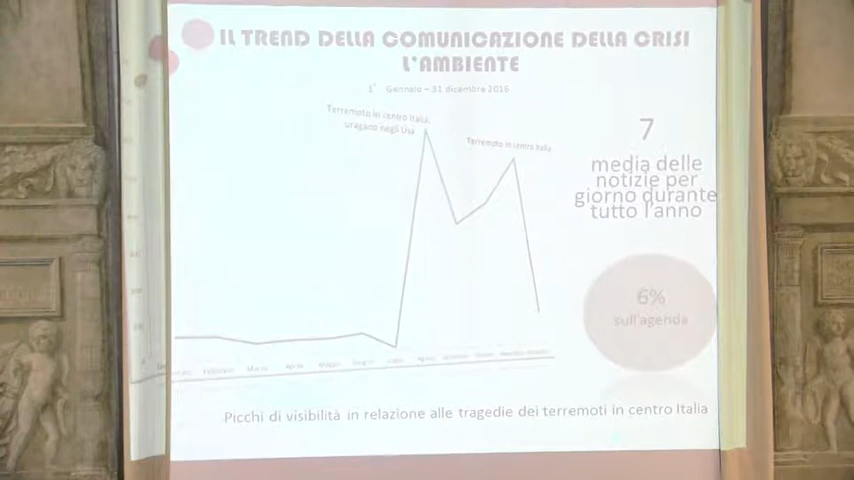 IL TREND DELLA COMUNICAZIONE DELLA CRISI
L'AMBIENTE
1° Gennaio – 31 dicembre 2016
Terremoto in centro Italia,
uragano negli Usa
Terremoto in centro Italia
7
media delle
notizie per
giorno durante
tutto l'anno
6%
sull'agenda
Febbraio Marzo Aprile Maggio Giugno Luglio Agosto
Picchi di visibilità in relazione alle tragedie dei terremoti in centro Italia